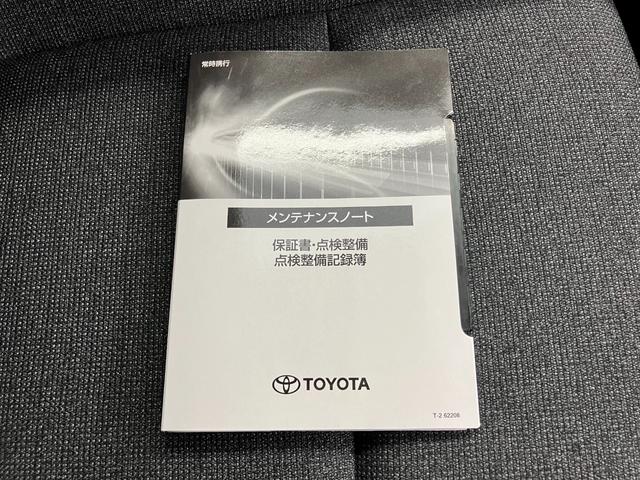 常時携行
メンテナンスノート
保証書・点検整備
点検整備記録簿
TOYOTA
T-2 62208